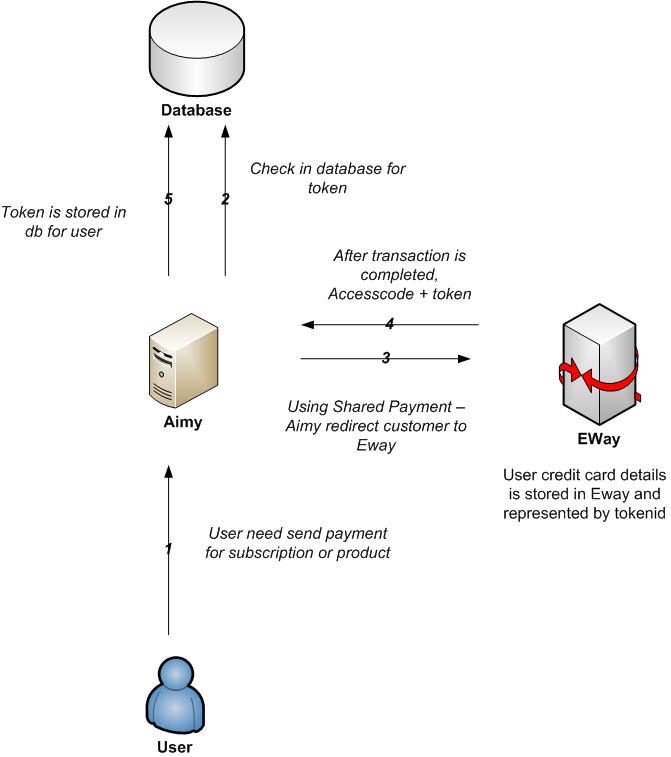 Database
Check in database for
token
5
2
Token is stored in
db for user
After transaction is
completed,
Accesscode + token
4
3
Aimy
Using Shared Payment –
Aimy redirect customer to
Eway
EWay
User credit card details
is stored in Eway and
represented by tokenid
User need send payment
for subscription or product
1
User